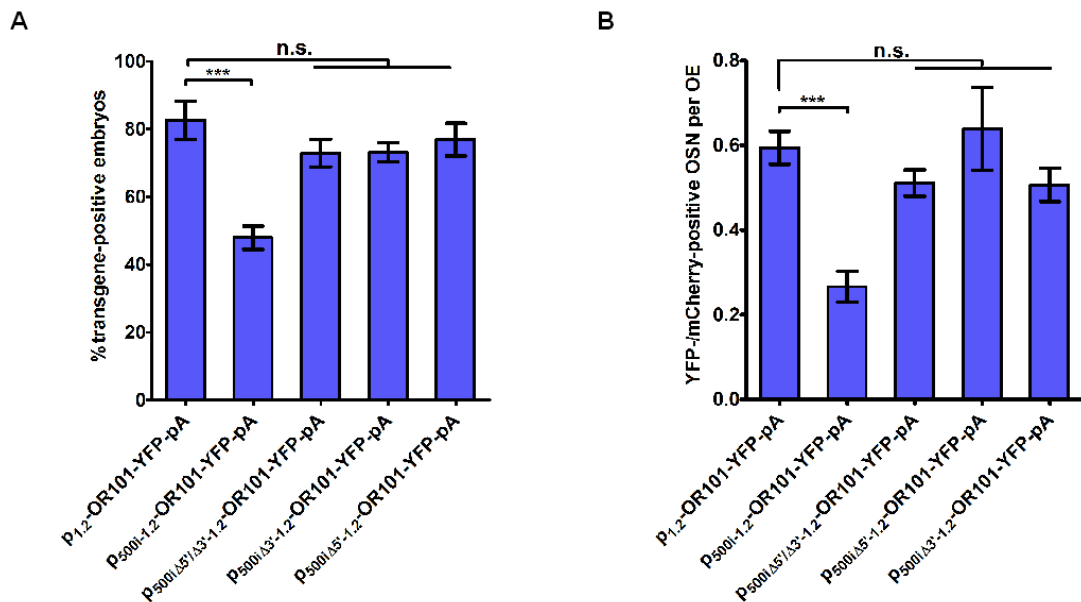 A
n.s.
***
100
80
60
40
20
0
% transgene-positive embryos
p1.2-OR101-YFP-pA
p500i-1.2-OR101-YFP-pA
p500iΔ5'/Δ3'-1.2-OR101-YFP-pA
p500iΔ3'-1.2-OR101-YFP-pA
p500iΔ5'-1.2-OR101-YFP-pA
B
n.s.
***
0.8
0.6
0.4
0.2
0.0
YFP-/mCherry-positive OSN per OE
p1.2-OR101-YFP-pA
p500i-1.2-OR101-YFP-pA
p500iΔ5'/Δ3'-1.2-OR101-YFP-pA
p500iΔ5'-1.2-OR101-YFP-pA
p500iΔ3'-1.2-OR101-YFP-pA